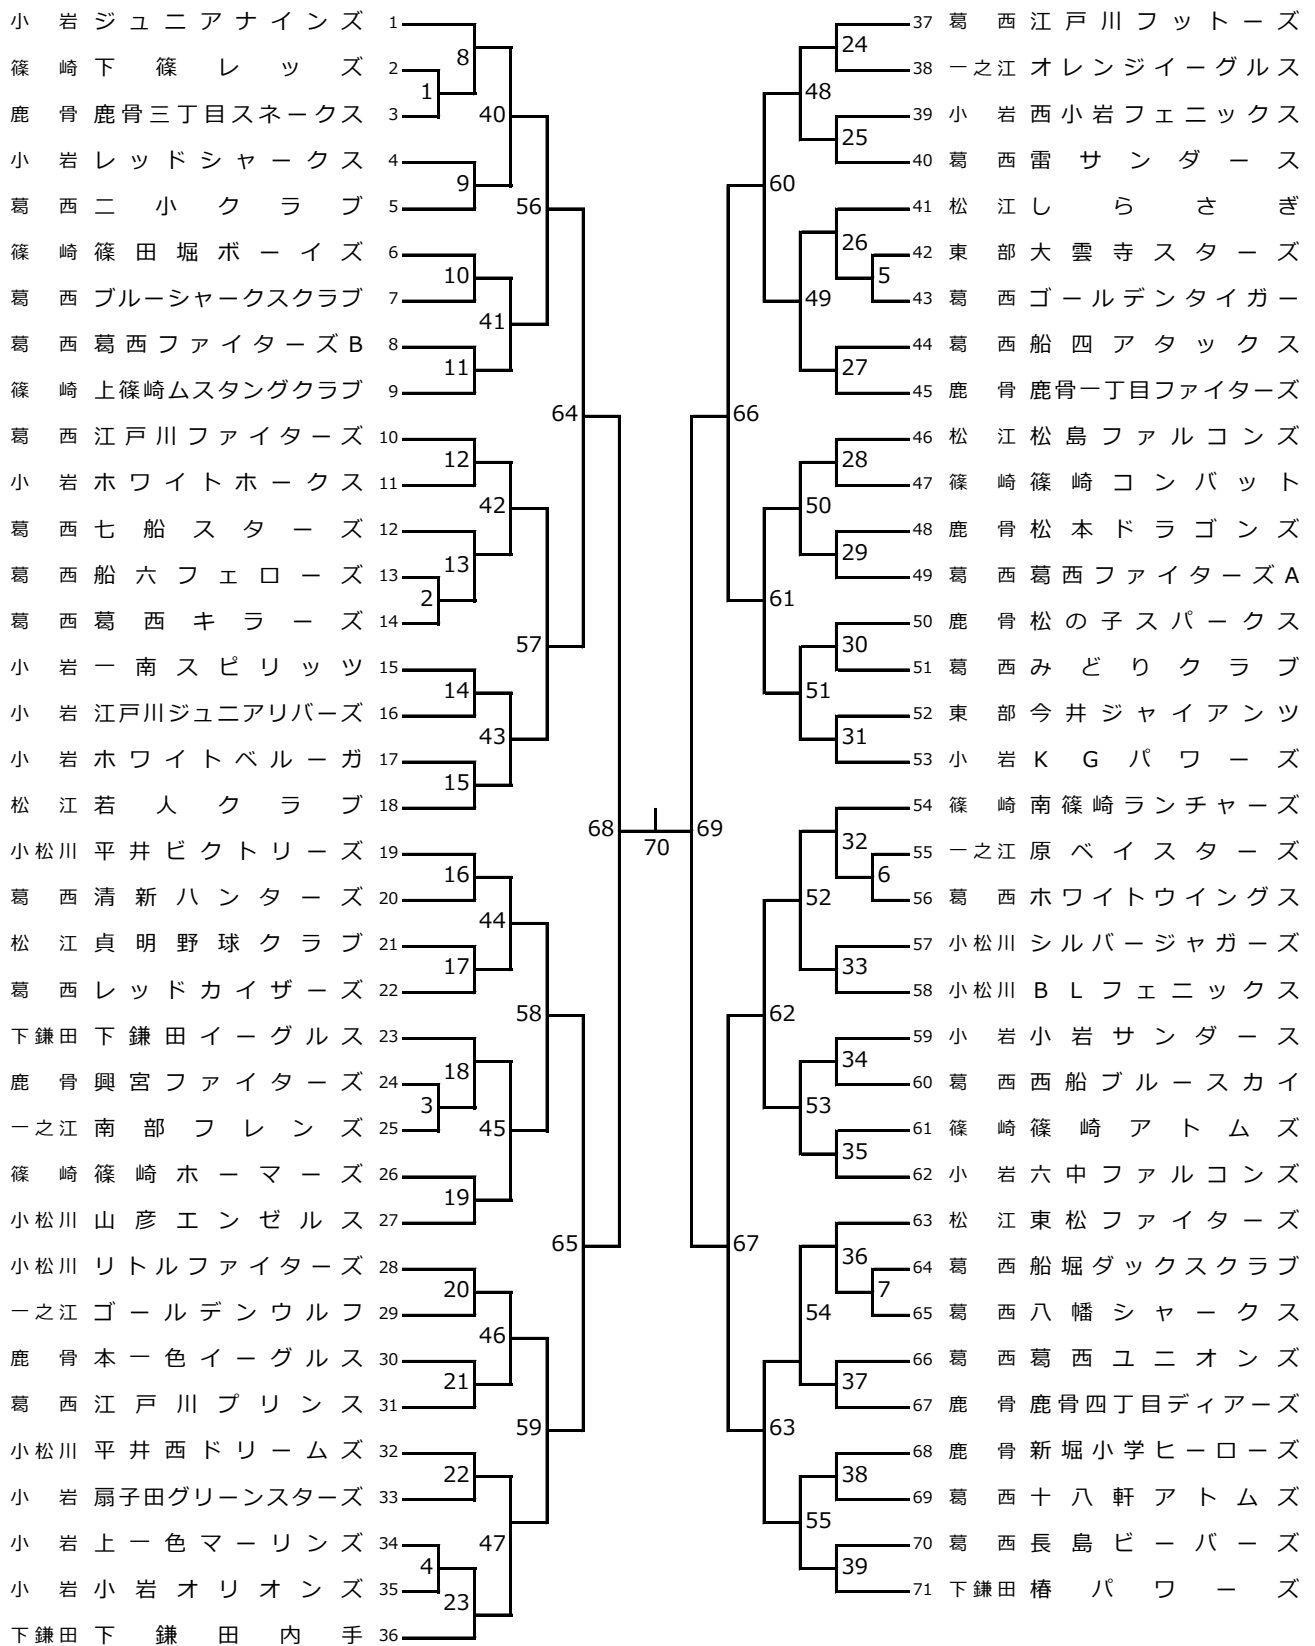 小岩 ジュニアナインズ 1
篠崎 下篠レッズ 2
鹿骨 鹿骨三丁目スネークス 3
小岩 レッドシャークス 4
葛西 二小クラブ 5
篠崎 篠田堀ボーイズ 6
葛西 ブルーシャークスクラブ 7
葛西 葛西ファイターズB 8
篠崎 上篠崎ムスタングクラブ 9
葛西 江戸川ファイターズ 10
小岩 ホワイトホークス 11
葛西 七船スターズ 12
葛西 船六フェローズ 13
葛西 葛西キラーズ 14
小岩 一南スピリッツ 15
小岩 江戸川ジュニアリバーズ 16
小岩 ホワイトベルーガ 17
松江 若人クラブ 18
小松川 平井ビクトリーズ 19
葛西 清新ハンターズ 20
松江 貞明野球クラブ 21
葛西 レッドカイザーズ 22
下鎌田 下鎌田イーグルス 23
鹿骨 興宮ファイターズ 24
一之江 南部フレンズ 25
篠崎 篠崎ホーマーズ 26
小松川 山彦エンゼルス 27
小松川 リトルファイターズ 28
一之江 ゴールデンウルフ 29
鹿骨 本一色イーグルス 30
葛西 江戸川プリンス 31
小松川 平井西ドリームズ 32
小岩 扇子田グリーンスターズ 33
小岩 上一色マーリンズ 34
小岩 小岩オリオンズ 35
下鎌田 下鎌田内手 36
8
1
40
9
56
10
41
11
64
12
42
13
2
57
14
43
15
68
16
44
17
58
18
3
45
19
65
20
46
21
59
22
47
4
23
70
69
24
48
25
60
26
5
49
27
66
28
50
29
61
30
51
31
32
6
52
33
62
34
53
35
67
36
7
54
37
63
38
55
39
37 葛西 江戸川フットーズ
38 一之江 オレンジイーグルス
39 小岩 西小岩フェニックス
40 葛西 雷サンダース
41 松江 しらさぎ
42 東部 大雲寺スターズ
43 葛西 ゴールデンタイガー
44 葛西 船四アタックス
45 鹿骨 鹿骨一丁目ファイターズ
46 松江 松島ファルコンズ
47 篠崎 篠崎コンバット
48 鹿骨 松本ドラゴンズ
49 葛西 葛西ファイターズA
50 鹿骨 松の子スパークス
51 葛西 みどりクラブ
52 東部 今井ジャイアンツ
53 小岩 KGパワーズ
54 篠崎 南篠崎ランチャーズ
55 一之江 原ベイスターズ
56 葛西 ホワイトウイングス
57 小松川 シルバージャガーズ
58 小松川 BLフェニックス
59 小岩 小岩サンダース
60 葛西 西船ブルースカイ
61 篠崎 篠崎アトムズ
62 小岩 六中ファルコンズ
63 松江 東松ファイターズ
64 葛西 船堀ダックスクラブ
65 葛西 八幡シャークス
66 葛西 葛西ユニオンズ
67 鹿骨 鹿骨四丁目ディアーズ
68 鹿骨 新堀小学ヒーローズ
69 葛西 十八軒アトムズ
70 葛西 長島ビーバーズ
71 下鎌田 椿パワーズ